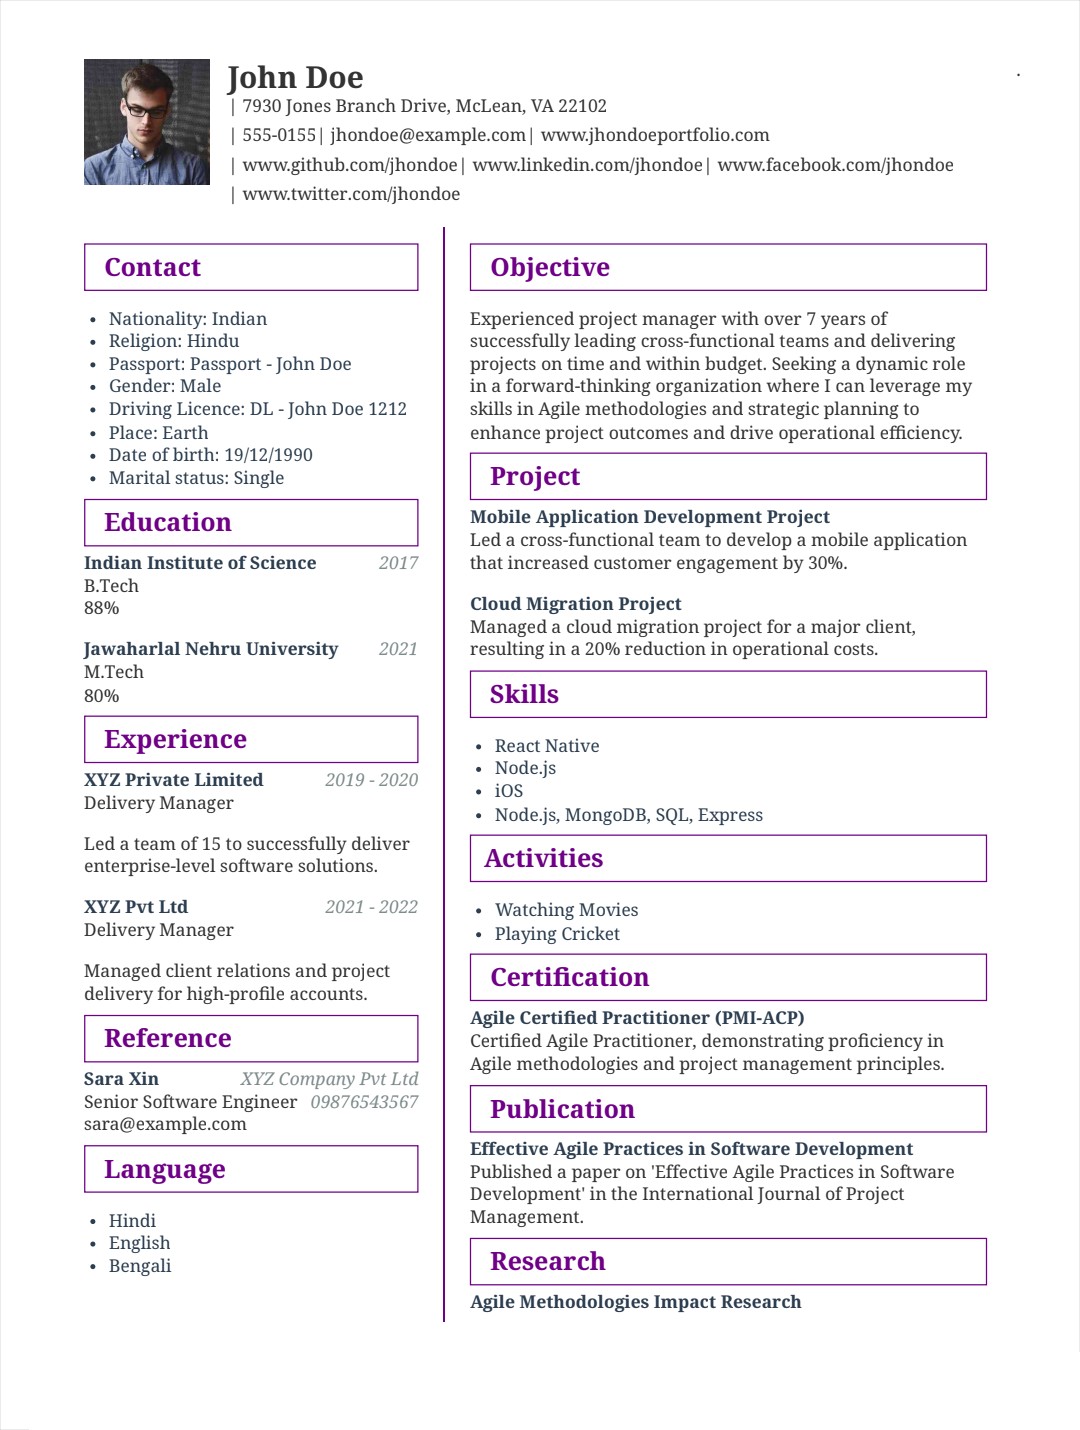 John Doe
| 7930 Jones Branch Drive, McLean, VA 22102
| 555-0155| jhondoe@example.com| www.jhondoeportfolio.com
| www.github.com/jhondoe| www.linkedin.com/jhondoe| www.facebook.com/jhondoe
| www.twitter.com/jhondoe
.
Contact
• Nationality: Indian
• Religion: Hindu
• Passport: Passport - John Doe
• Gender: Male
• Driving Licence: DL - John Doe 1212
• Place: Earth
• Date of birth: 19/12/1990
• Marital status: Single
Education
Indian Institute of Science 2017
B.Tech
88%
Jawaharlal Nehru University 2021
M.Tech
80%
Experience
XYZ Private Limited 2019 - 2020
Delivery Manager
Led a team of 15 to successfully deliver
enterprise-level software solutions.
XYZ Pvt Ltd 2021 - 2022
Delivery Manager
Managed client relations and project
delivery for high-profile accounts.
Reference
Sara Xin XYZ Company Pvt Ltd
Senior Software Engineer 09876543567
sara@example.com
Language
• Hindi
• English
• Bengali
Objective
Experienced project manager with over 7 years of
successfully leading cross-functional teams and delivering
projects on time and within budget. Seeking a dynamic role
in a forward-thinking organization where I can leverage my
skills in Agile methodologies and strategic planning to
enhance project outcomes and drive operational efficiency.
Project
Mobile Application Development Project
Led a cross-functional team to develop a mobile application
that increased customer engagement by 30%.
Cloud Migration Project
Managed a cloud migration project for a major client,
resulting in a 20% reduction in operational costs.
Skills
• React Native
• Node.js
• iOS
• Node.js, MongoDB, SQL, Express
Activities
• Watching Movies
• Playing Cricket
Certification
Agile Certified Practitioner (PMI-ACP)
Certified Agile Practitioner, demonstrating proficiency in
Agile methodologies and project management principles.
Publication
Effective Agile Practices in Software Development
Published a paper on 'Effective Agile Practices in Software
Development' in the International Journal of Project
Management.
Research
Agile Methodologies Impact Research